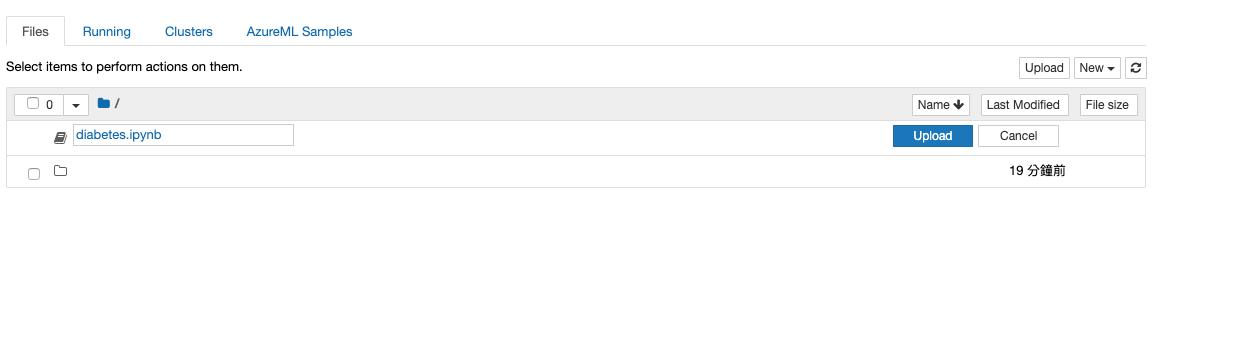 Files Running Clusters AzureML Samples
Select items to perform actions on them. Upload New
0 / Name Last Modified File size
diabetes.ipynb Upload Cancel
19 分鐘前